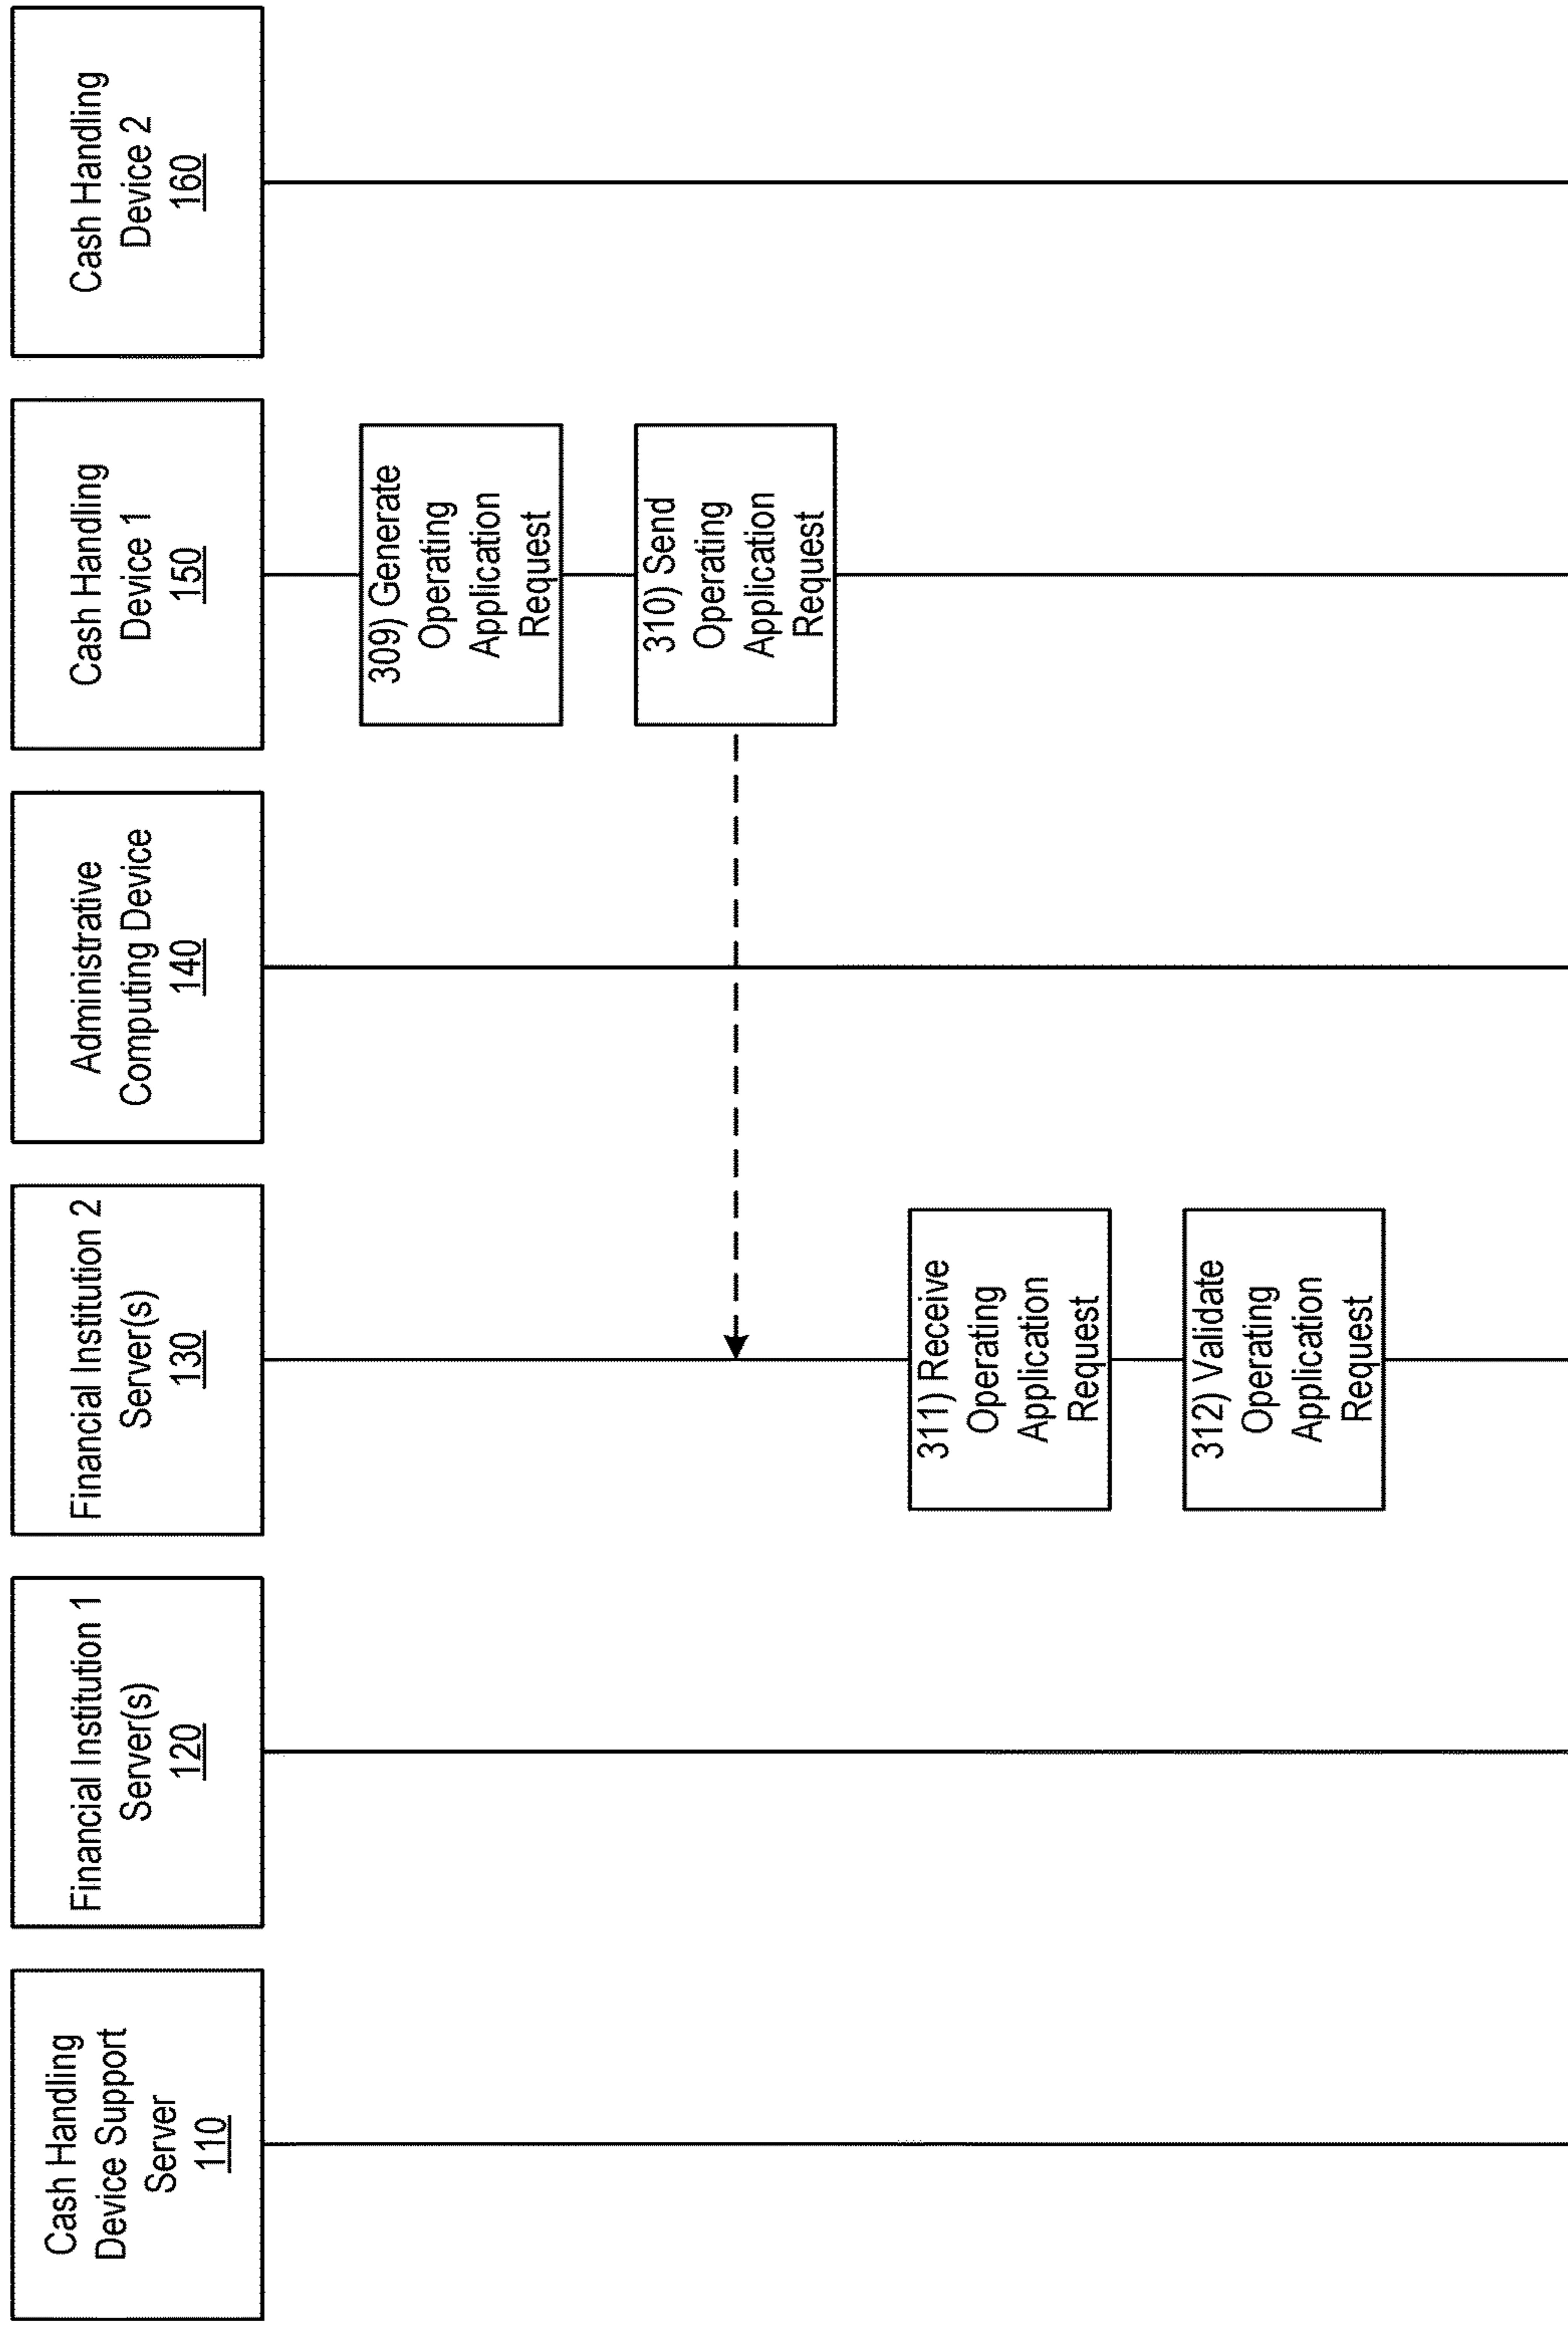 Cash Handling
Device Support
Server
110
Financial Institution 1
Server(s)
120
Financial Institution 2
Server(s)
130
Administrative
Computing Device
140
Cash Handling
Device 1
150
Cash Handling
Device 2
160
309) Generate
Operating
Application
Request
310) Send
Operating
Application
Request
311) Receive
Operating
Application
Request
312) Validate
Operating
Application
Request